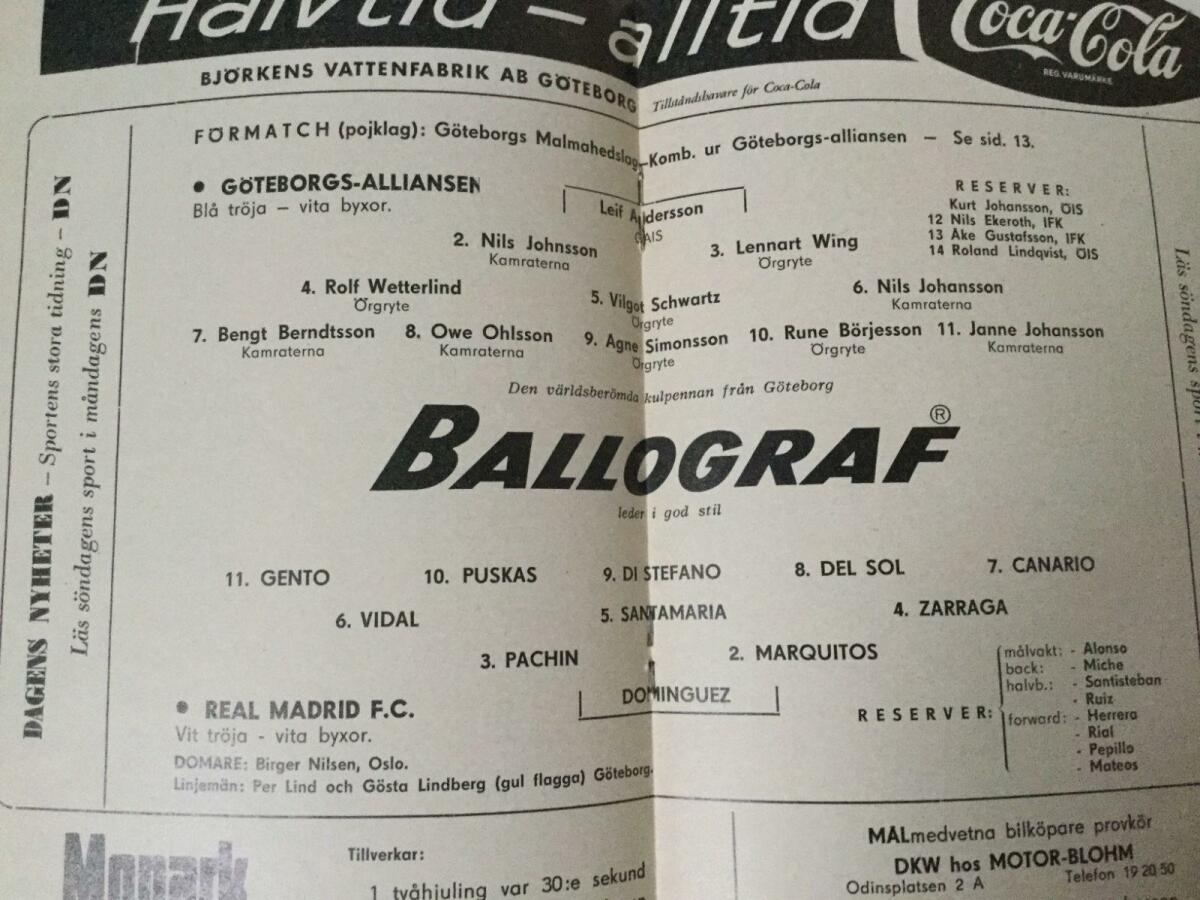 Halvtid – alltid
Coca-Cola
REG. VARUMÄRKE
BJÖRKENS VATTENFABRIK AB GÖTEBORG
Tillståndshavare för Coca-Cola
FÖRMATCH (pojklag): Göteborgs Malmahedslag–Komb. ur Göteborgs-alliansen – Se sid. 13.
• GÖTEBORGS-ALLIANSEN
Blå tröja – vita byxor.
Leif Andersson
GAIS
RESERVER:
Kurt Johansson, ÖIS
12 Nils Ekeroth, IFK
13 Åke Gustafsson, IFK
14 Roland Lindqvist, ÖIS
2. Nils Johnsson
Kamraterna
3. Lennart Wing
Örgryte
4. Rolf Wetterlind
Örgryte
5. Vilgot Schwartz
Örgryte
6. Nils Johansson
Kamraterna
7. Bengt Berndtsson
Kamraterna
8. Owe Ohlsson
Kamraterna
9. Agne Simonsson
Örgryte
10. Rune Börjesson
Örgryte
11. Janne Johansson
Kamraterna
Den världsberömda kulpennan från Göteborg
BALLOGRAF®
leder i god stil
11. GENTO 10. PUSKAS 9. DI STEFANO 8. DEL SOL 7. CANARIO
6. VIDAL 5. SANTAMARIA 4. ZARRAGA
3. PACHIN 2. MARQUITOS
DOMINGUEZ
• REAL MADRID F.C.
Vit tröja - vita byxor.
DOMARE: Birger Nilsen, Oslo.
Linjemän: Per Lind och Gösta Lindberg (gul flagga) Göteborg.
RESERVER:
målvakt: - Alonso
back: - Miche
halvb.: - Santisteban
- Ruiz
forward: - Herrera
- Rial
- Pepillo
- Mateos
DAGENS NYHETER – Sportens stora tidning – DN
Läs söndagens sport i måndagens DN
Läs söndagens
Monark
Tillverkar:
1 tvåhjuling var 30:e sekund
MÅLmedvetna bilköpare provkör
DKW hos MOTOR-BLOHM
Odinsplatsen 2 A Telefon 19 20 50